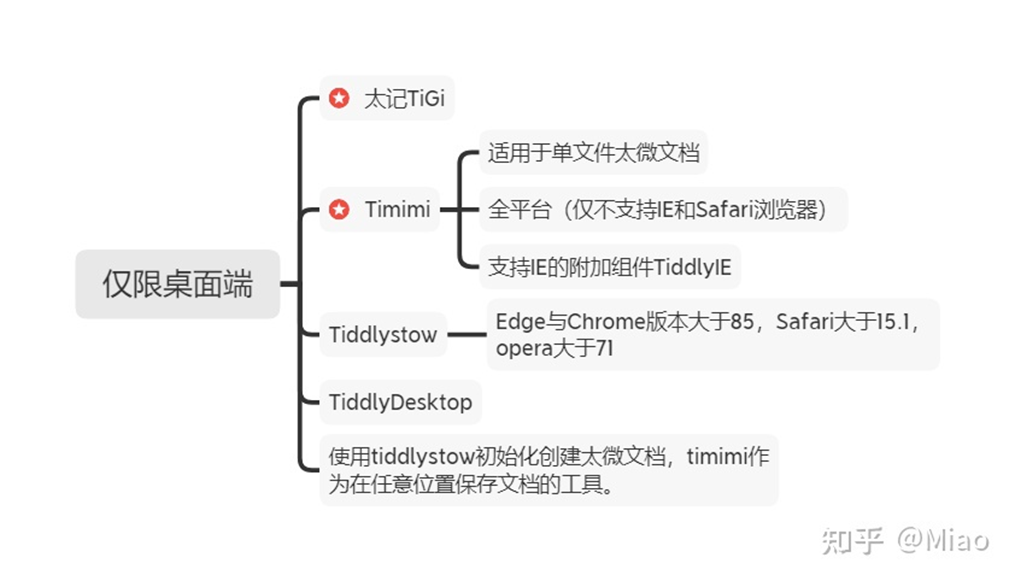 太记TiGi
适用于单文件太微文档
Timimi
全平台（仅不支持IE和Safari浏览器）
支持IE的附加组件TiddlyIE
仅限桌面端
Tiddlystow
Edge与Chrome版本大于85，Safari大于15.1，
opera大于71
TiddlyDesktop
使用tiddlystow初始化创建太微文档，timimi作
为在任意位置保存文档的工具。
知乎 @Miao